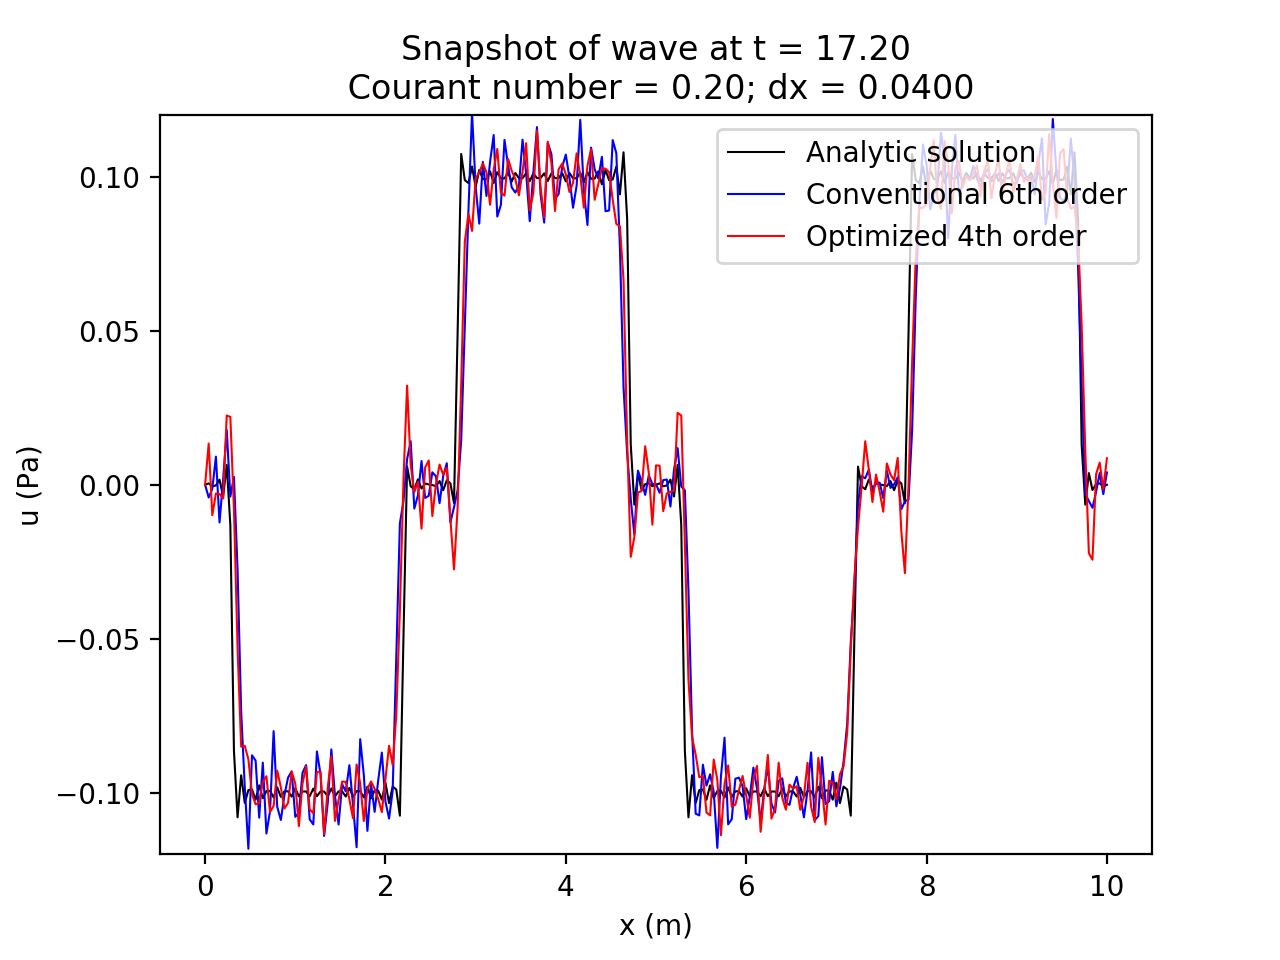 Snapshot of wave at t = 17.20
Courant number = 0.20; dx = 0.0400
Analytic solution
Conventional 6th order
Optimized 4th order
0.10
0.05
0.00
−0.05
−0.10
u (Pa)
0 2 4 6 8 10
x (m)